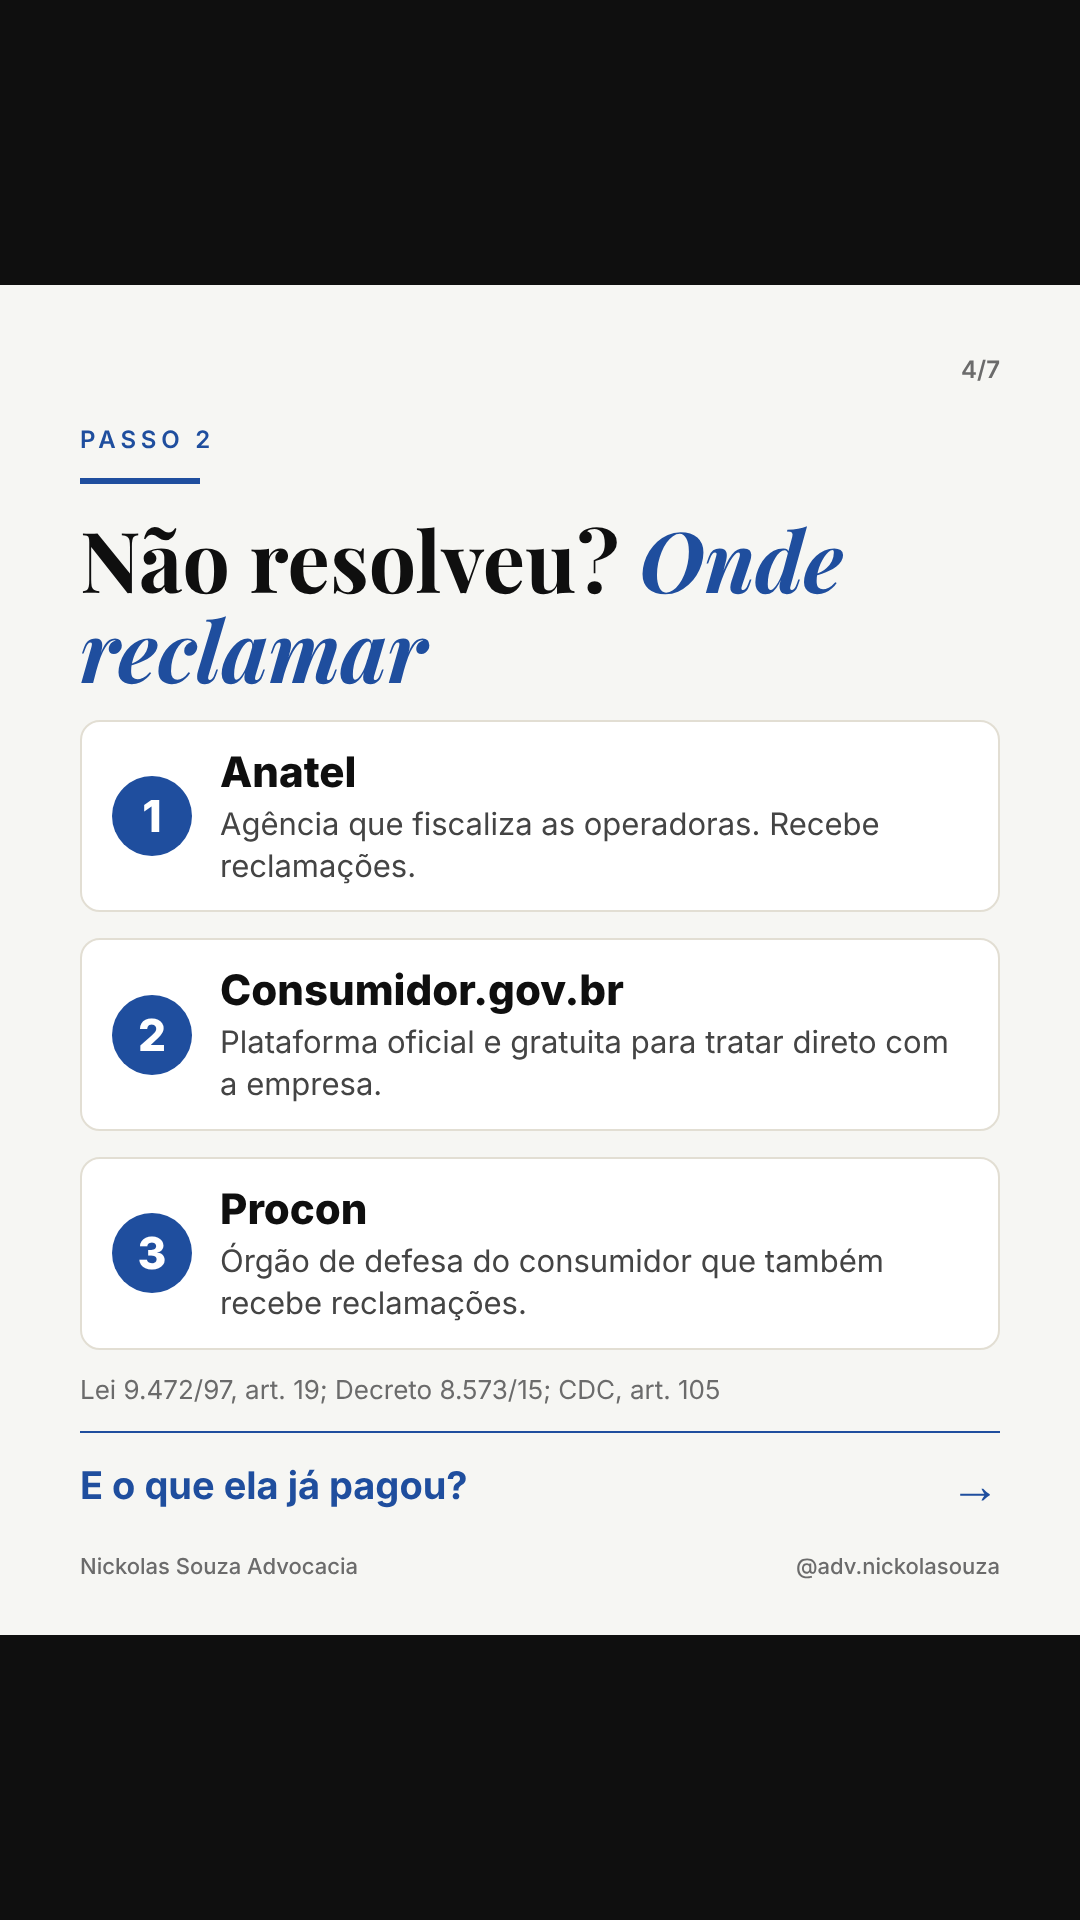 4/7
PASSO 2
Não resolveu? Onde
reclamar
1
Anatel
Agência que fiscaliza as operadoras. Recebe
reclamações.
2
Consumidor.gov.br
Plataforma oficial e gratuita para tratar direto com
a empresa.
3
Procon
Órgão de defesa do consumidor que também
recebe reclamações.
Lei 9.472/97, art. 19; Decreto 8.573/15; CDC, art. 105
E o que ela já pagou? →
Nickolas Souza Advocacia @adv.nickolasouza